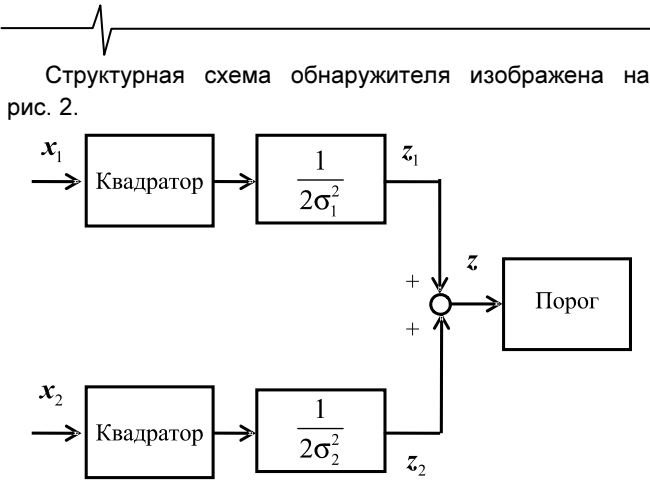 Структурная схема обнаружителя изображена на
рис. 2.
x₁
Квадратор
1
2σ₁²
z₁
+
+
z
Порог
x₂
Квадратор
1
2σ₂²
z₂